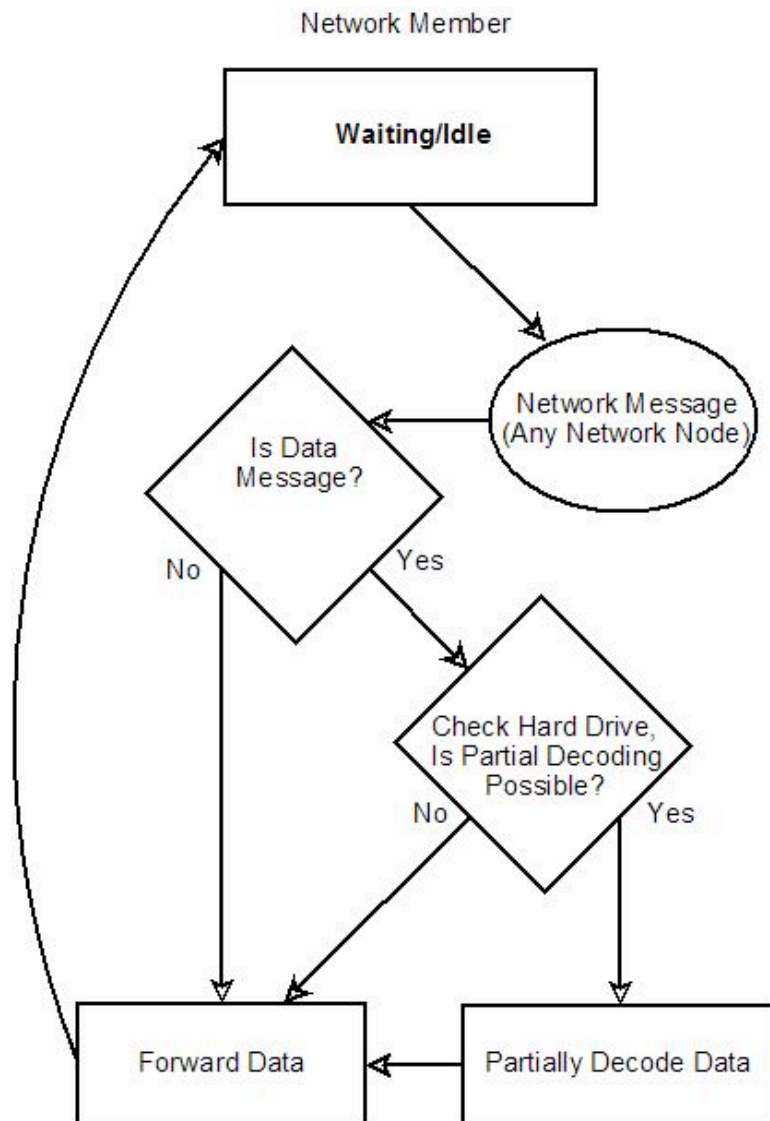 Network Member
Waiting/Idle
Network Message
(Any Network Node)
Is Data
Message?
No
Yes
Check Hard Drive,
Is Partial Decoding
Possible?
No
Yes
Forward Data
Partially Decode Data